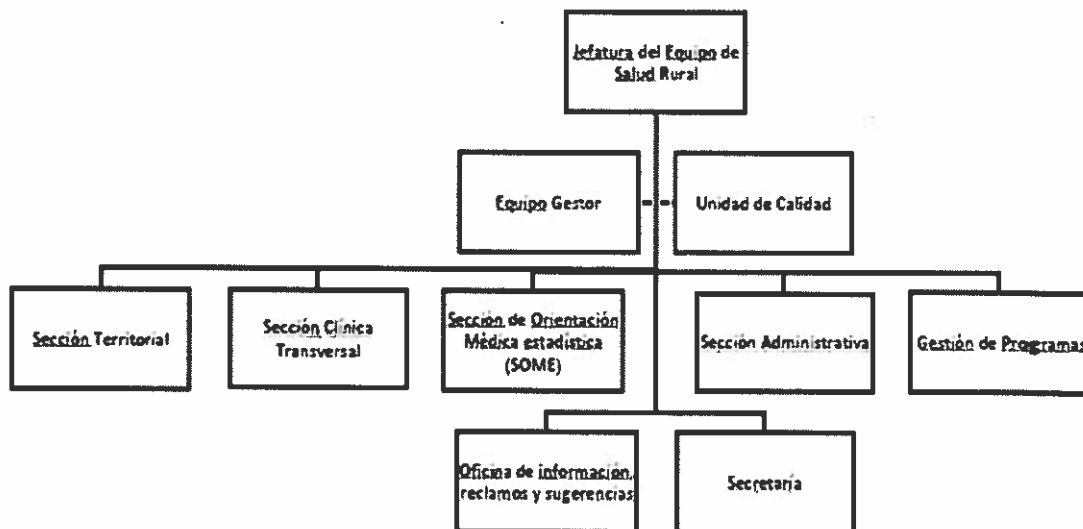 Jefatura del Equipo de
Salud Rural
Equipo Gestor
Unidad de Calidad
Sección Territorial
Sección Clínica
Transversal
Sección de Orientación
Médica estadística
(SOME)
Sección Administrativa
Gestión de Programas
Oficina de información,
reclamos y sugerencias
Secretaría